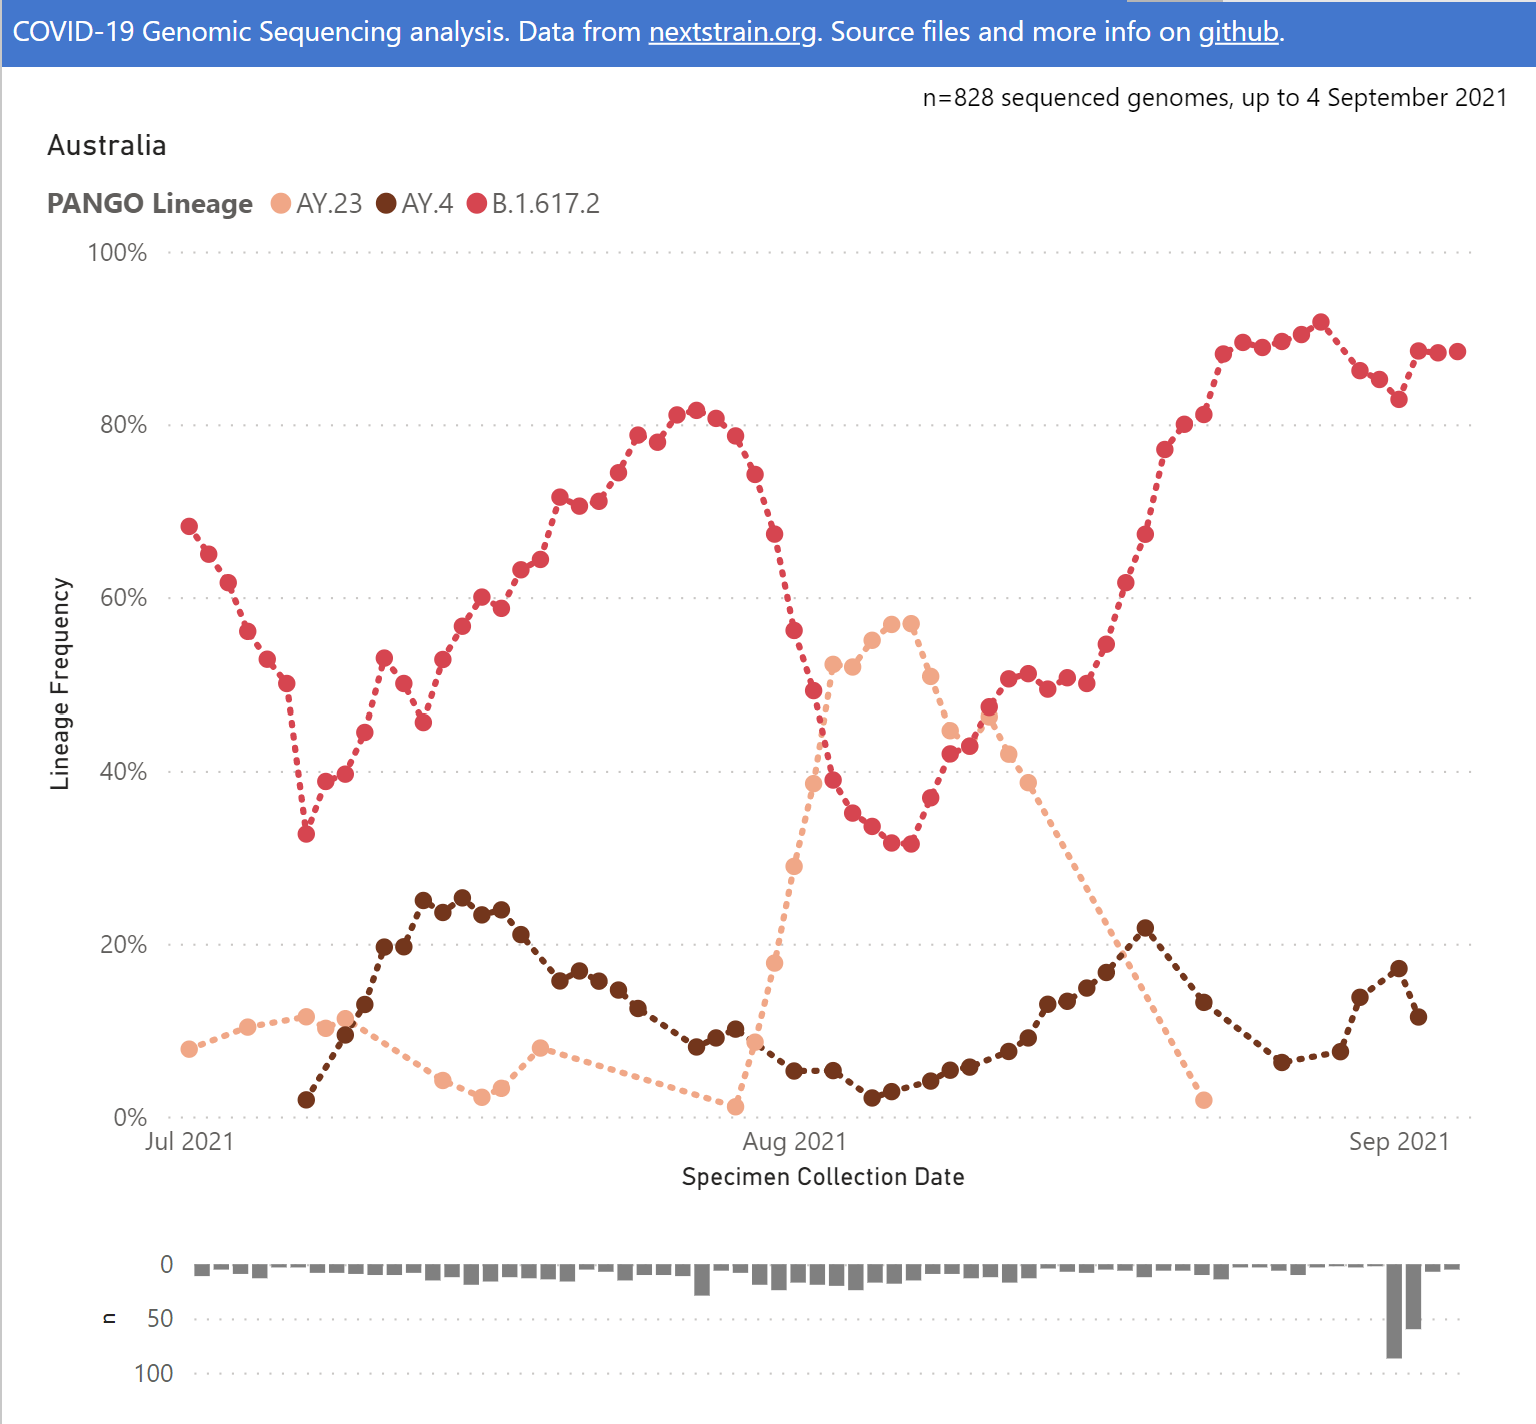 COVID-19 Genomic Sequencing analysis. Data from nextstrain.org. Source files and more info on github.
n=828 sequenced genomes, up to 4 September 2021
Australia
PANGO Lineage AY.23 AY.4 B.1.617.2
100%
80%
60%
40%
20%
0%
Lineage Frequency
Jul 2021 Aug 2021 Sep 2021
Specimen Collection Date
0
50
100
n